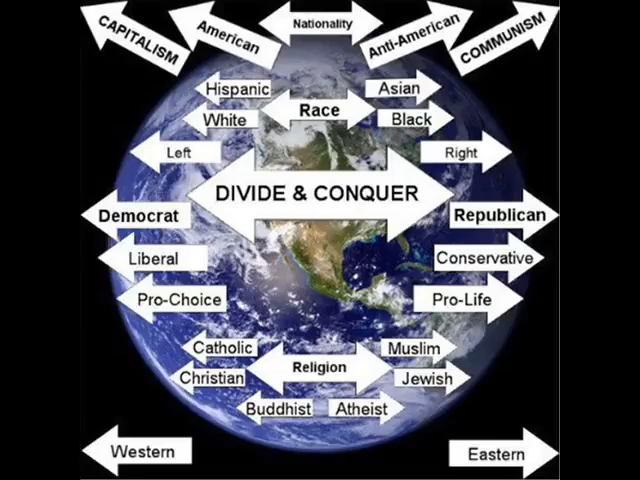 CAPITALISM
American
Nationality
Anti-American
COMMUNISM
Hispanic
Asian
White
Race
Black
Left
Right
DIVIDE & CONQUER
Democrat
Republican
Liberal
Conservative
Pro-Choice
Pro-Life
Catholic
Muslim
Religion
Christian
Jewish
Buddhist
Atheist
Western
Eastern